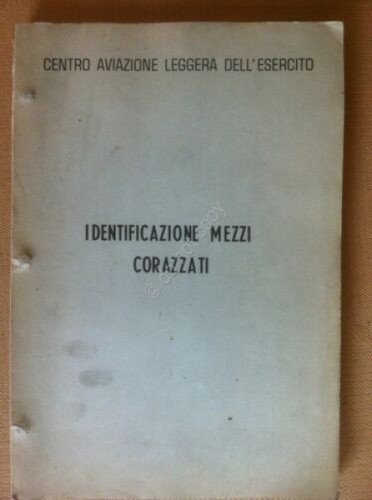 CENTRO AVIAZIONE LEGGERA DELL'ESERCITO
IDENTIFICAZIONE MEZZI
CORAZZATI